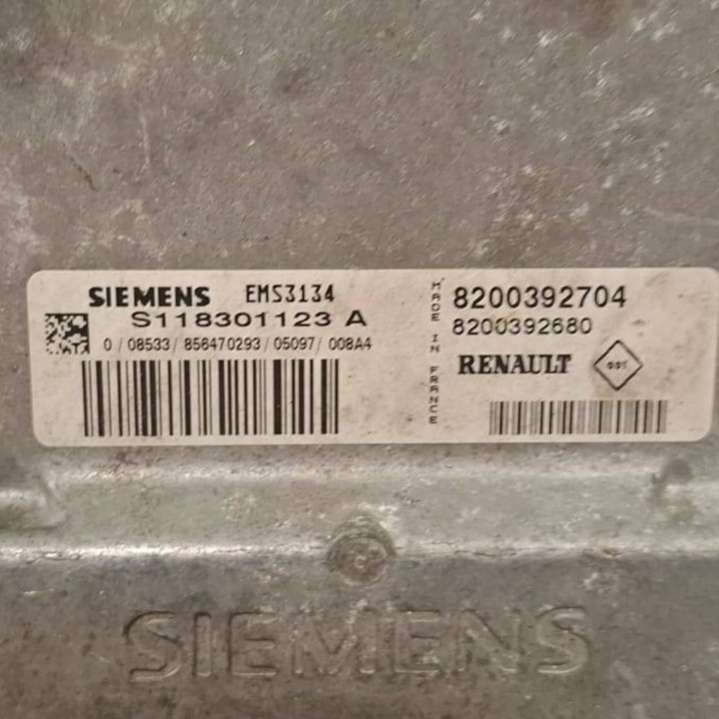 SIEMENS EMS3134
S118301123 A
0 / 08533 / 856470293 / 05097 / 008A4
MADE IN FRANCE
8200392704
8200392680
RENAULT
SIEMENS